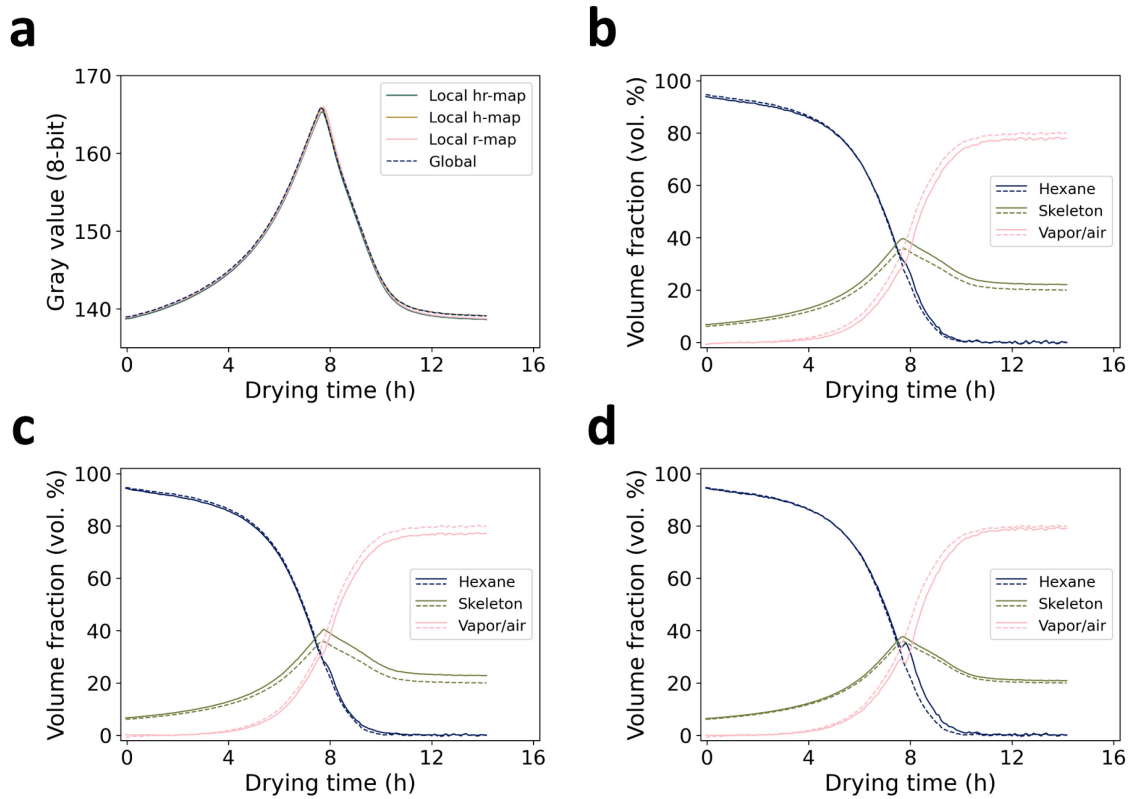 a
170
160
150
140
Gray value (8-bit)
Local hr-map
Local h-map
Local r-map
Global
0 4 8 12 16
Drying time (h)
b
100
80
60
40
20
0
Volume fraction (vol. %)
Hexane
Skeleton
Vapor/air
0 4 8 12 16
Drying time (h)
c
100
80
60
40
20
0
Volume fraction (vol. %)
Hexane
Skeleton
Vapor/air
0 4 8 12 16
Drying time (h)
d
100
80
60
40
20
0
Volume fraction (vol. %)
Hexane
Skeleton
Vapor/air
0 4 8 12 16
Drying time (h)